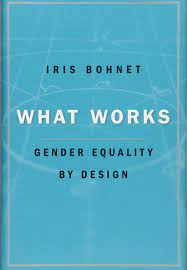 IRIS BOHNET
WHAT WORKS
GENDER EQUALITY
BY DESIGN